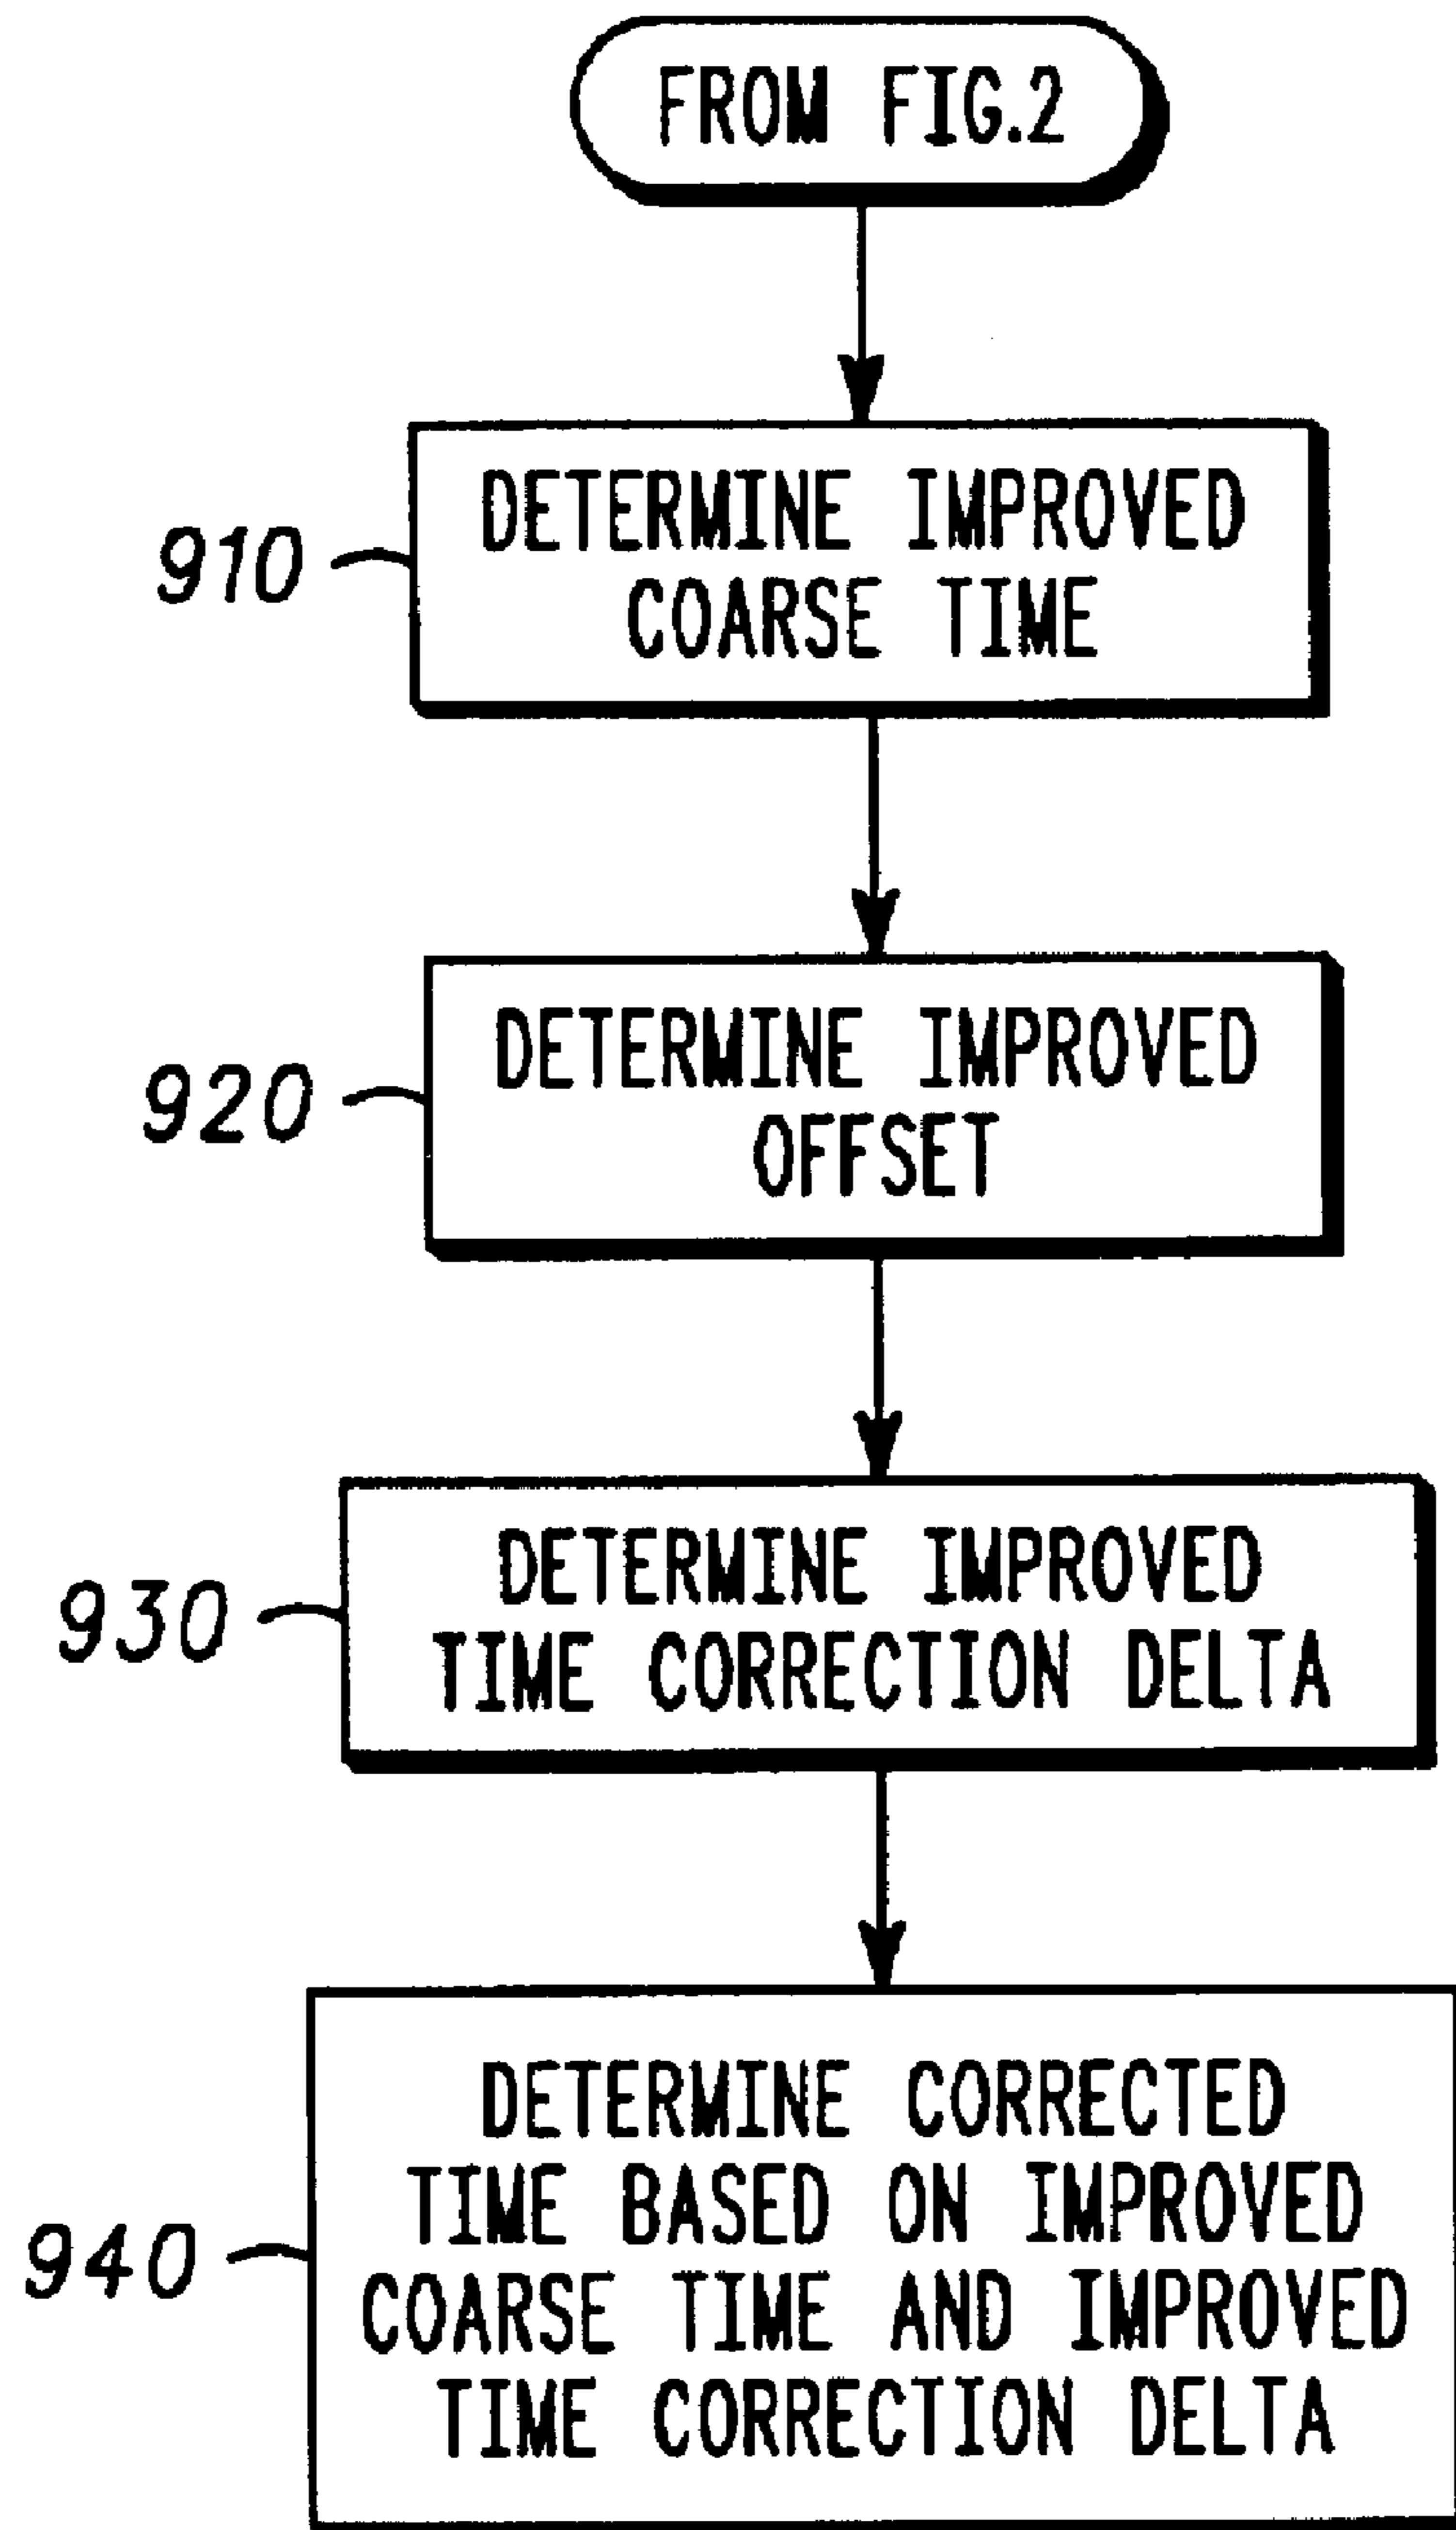 FROM FIG.2
910
DETERMINE IMPROVED
COARSE TIME
920
DETERMINE IMPROVED
OFFSET
930
DETERMINE IMPROVED
TIME CORRECTION DELTA
940
DETERMINE CORRECTED
TIME BASED ON IMPROVED
COARSE TIME AND IMPROVED
TIME CORRECTION DELTA